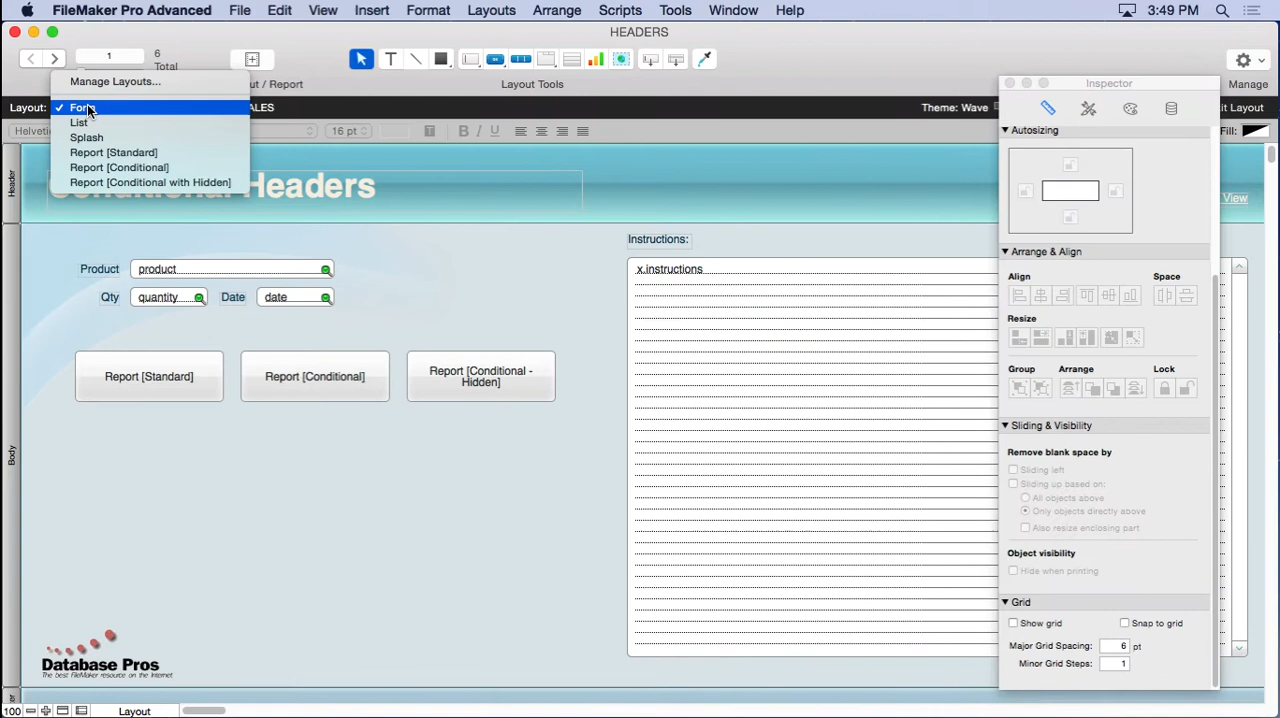 FileMaker Pro Advanced File Edit View Insert Format Layouts Arrange Scripts Tools Window Help 3:49 PM
HEADERS
1
6
Total
Layout Tools
Manage
Manage Layouts...
Layout:
Form
List
Splash
Report [Standard]
Report [Conditional]
Report [Conditional with Hidden]
Theme: Wave
16 pt
T B I U
Fill:
Header
Headers
View
Product
product
Qty
quantity
Date
date
Report [Standard]
Report [Conditional]
Report [Conditional -
Hidden]
Instructions:
x.instructions
Body
Database Pros
The best FileMaker resource on the Internet
100
Layout
Inspector
Autosizing
Arrange & Align
Align
Space
Resize
Group
Arrange
Lock
Sliding & Visibility
Remove blank space by
Sliding left
Sliding up based on:
All objects above
Only objects directly above
Also resize enclosing part
Object visibility
Hide when printing
Grid
Show grid
Snap to grid
Major Grid Spacing: 6 pt
Minor Grid Steps: 1